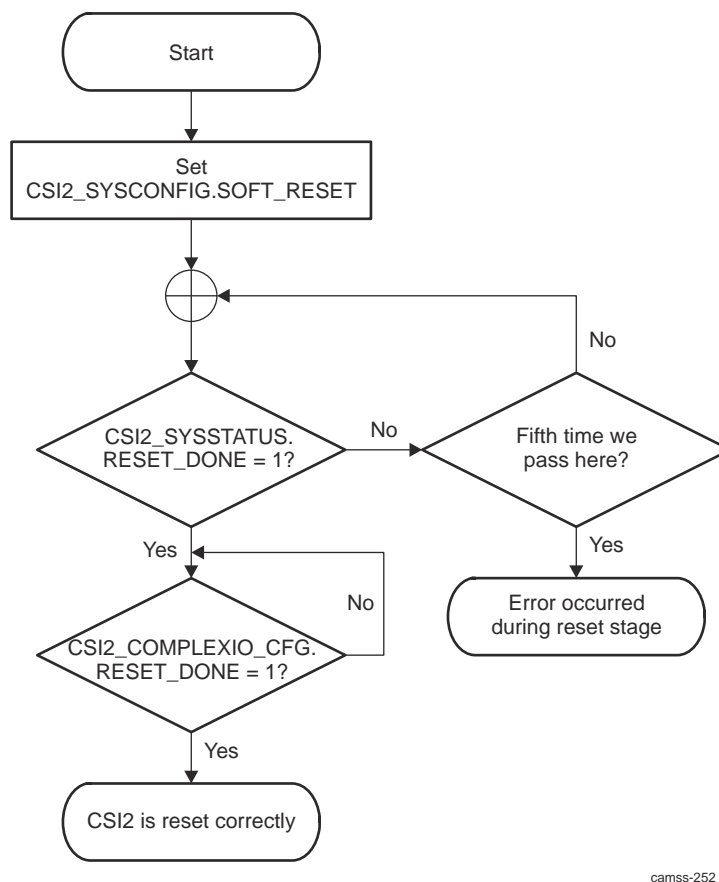 Start
Set
CSI2_SYSCONFIG.SOFT_RESET
No
CSI2_SYSSTATUS.
RESET_DONE = 1?
No
Fifth time we
pass here?
Yes
Yes
No
Error occurred
during reset stage
CSI2_COMPLEXIO_CFG.
RESET_DONE = 1?
Yes
CSI2 is reset correctly
camss-252